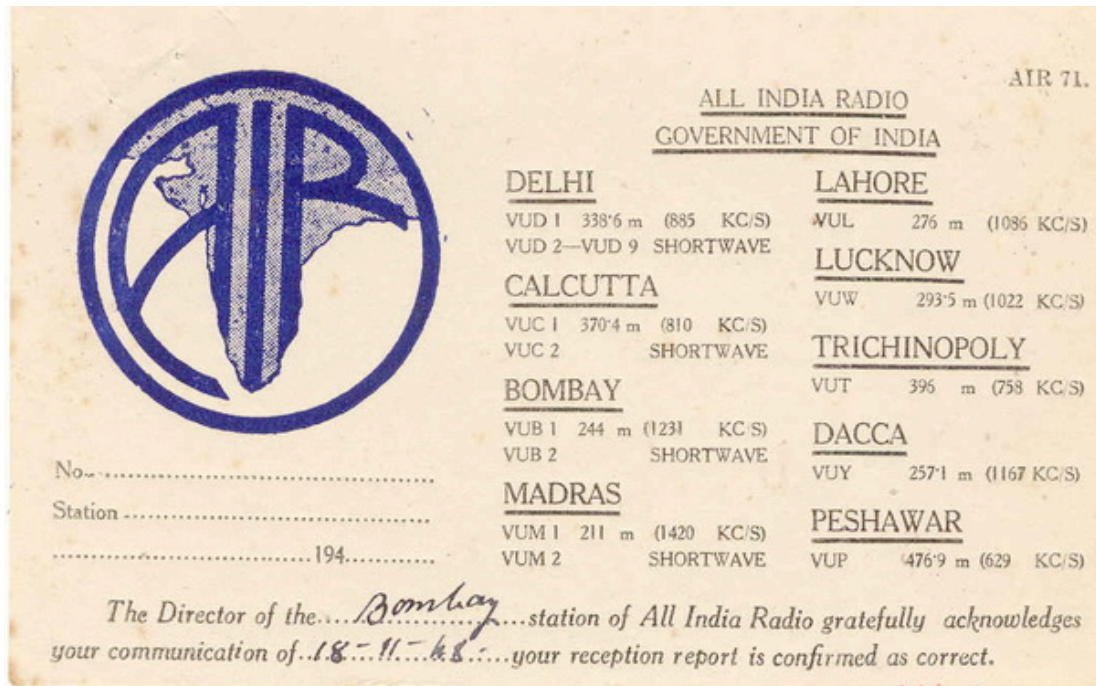 AIR 71.
ALL INDIA RADIO
GOVERNMENT OF INDIA
AIR
DELHI
VUD 1 338·6 m (885 KC/S)
VUD 2—VUD 9 SHORTWAVE
CALCUTTA
VUC 1 370·4 m (810 KC/S)
VUC 2 SHORTWAVE
BOMBAY
VUB 1 244 m (1231 KC/S)
VUB 2 SHORTWAVE
MADRAS
VUM 1 211 m (1420 KC/S)
VUM 2 SHORTWAVE
LAHORE
VUL 276 m (1086 KC/S)
LUCKNOW
VUW 293·5 m (1022 KC/S)
TRICHINOPOLY
VUT 396 m (758 KC/S)
DACCA
VUY 257·1 m (1167 KC/S)
PESHAWAR
VUP 476·9 m (629 KC/S)
No.
Station
194
The Director of the Bombay station of All India Radio gratefully acknowledges
your communication of 18-11-48 your reception report is confirmed as correct.